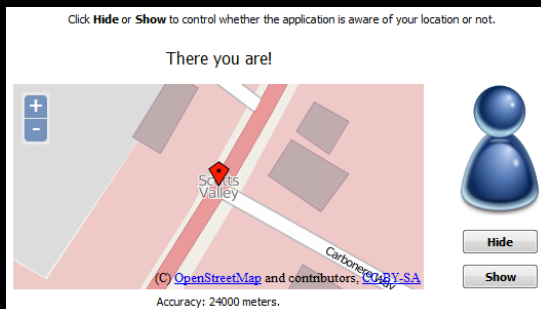 Click Hide or Show to control whether the application is aware of your location or not.
There you are!
+
-
Scotts
Valley
Carbonera Way
(C) OpenStreetMap and contributors, CC-BY-SA
Hide
Show
Accuracy: 24000 meters.